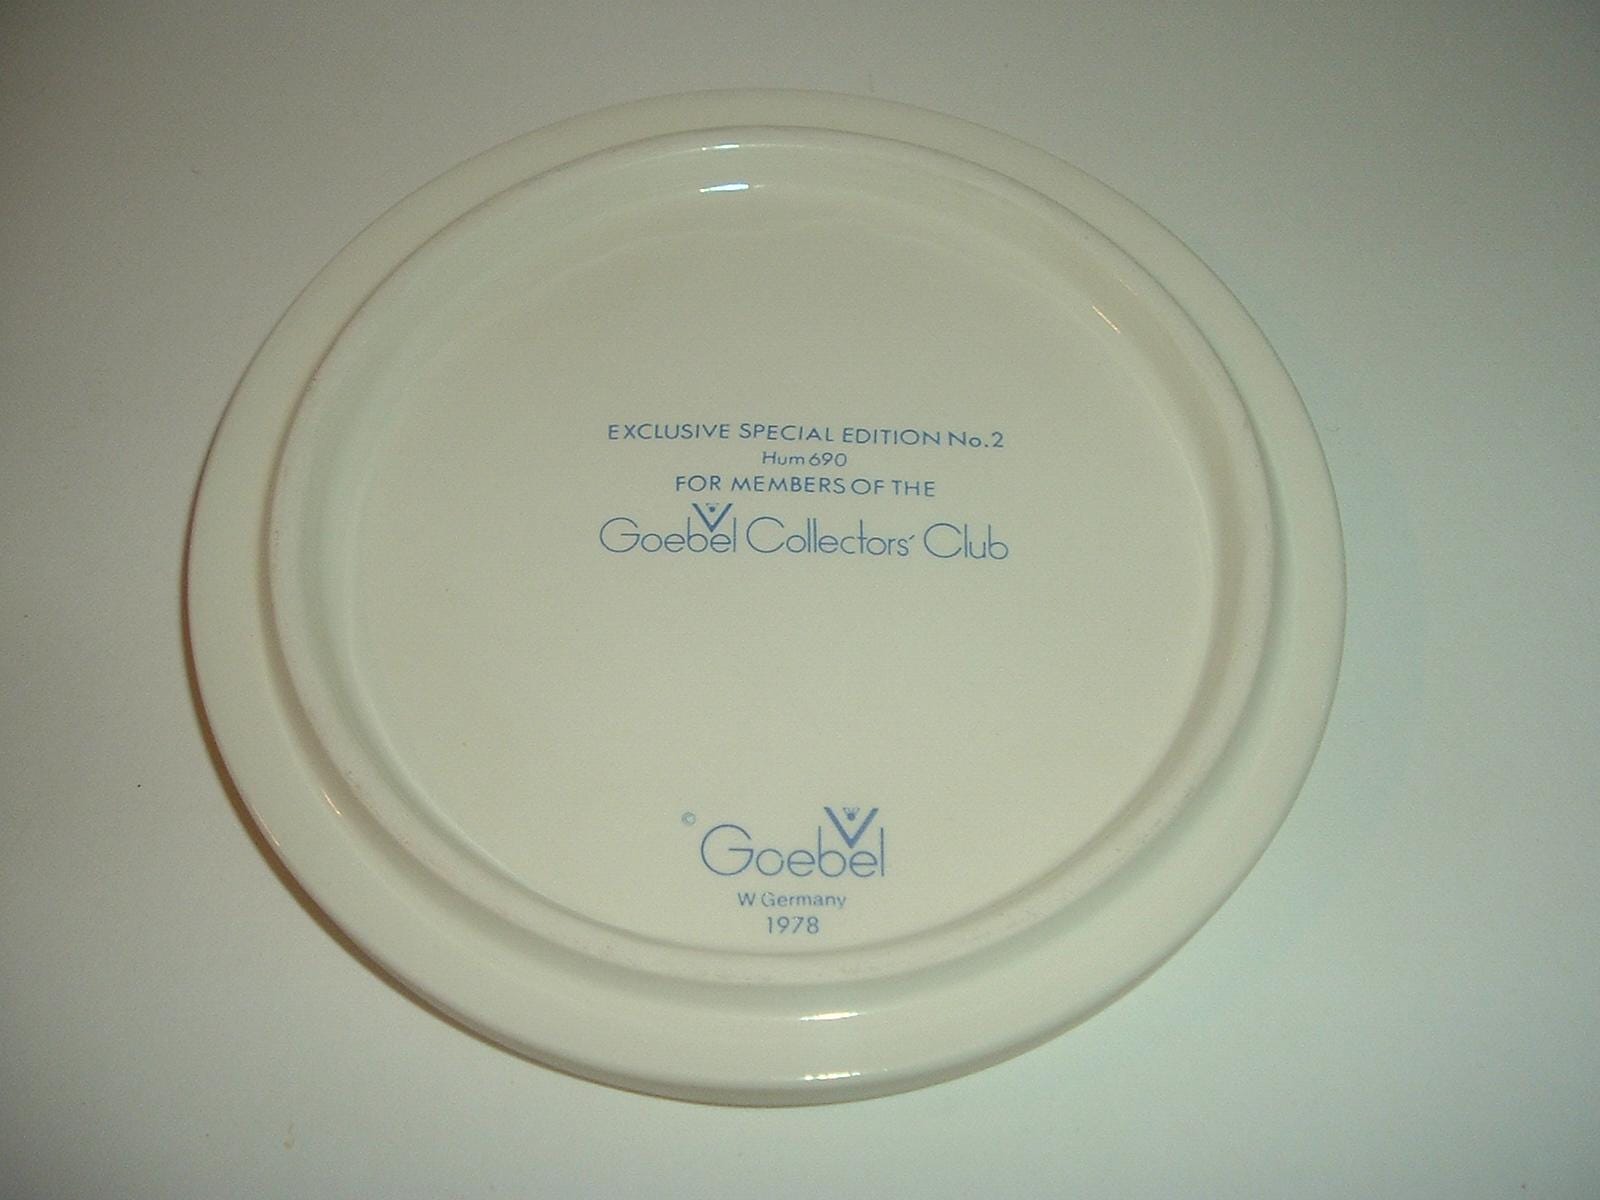 EXCLUSIVE SPECIAL EDITION No.2
Hum 690
FOR MEMBERS OF THE
Goebel Collectors' Club
© Goebel
W Germany
1978